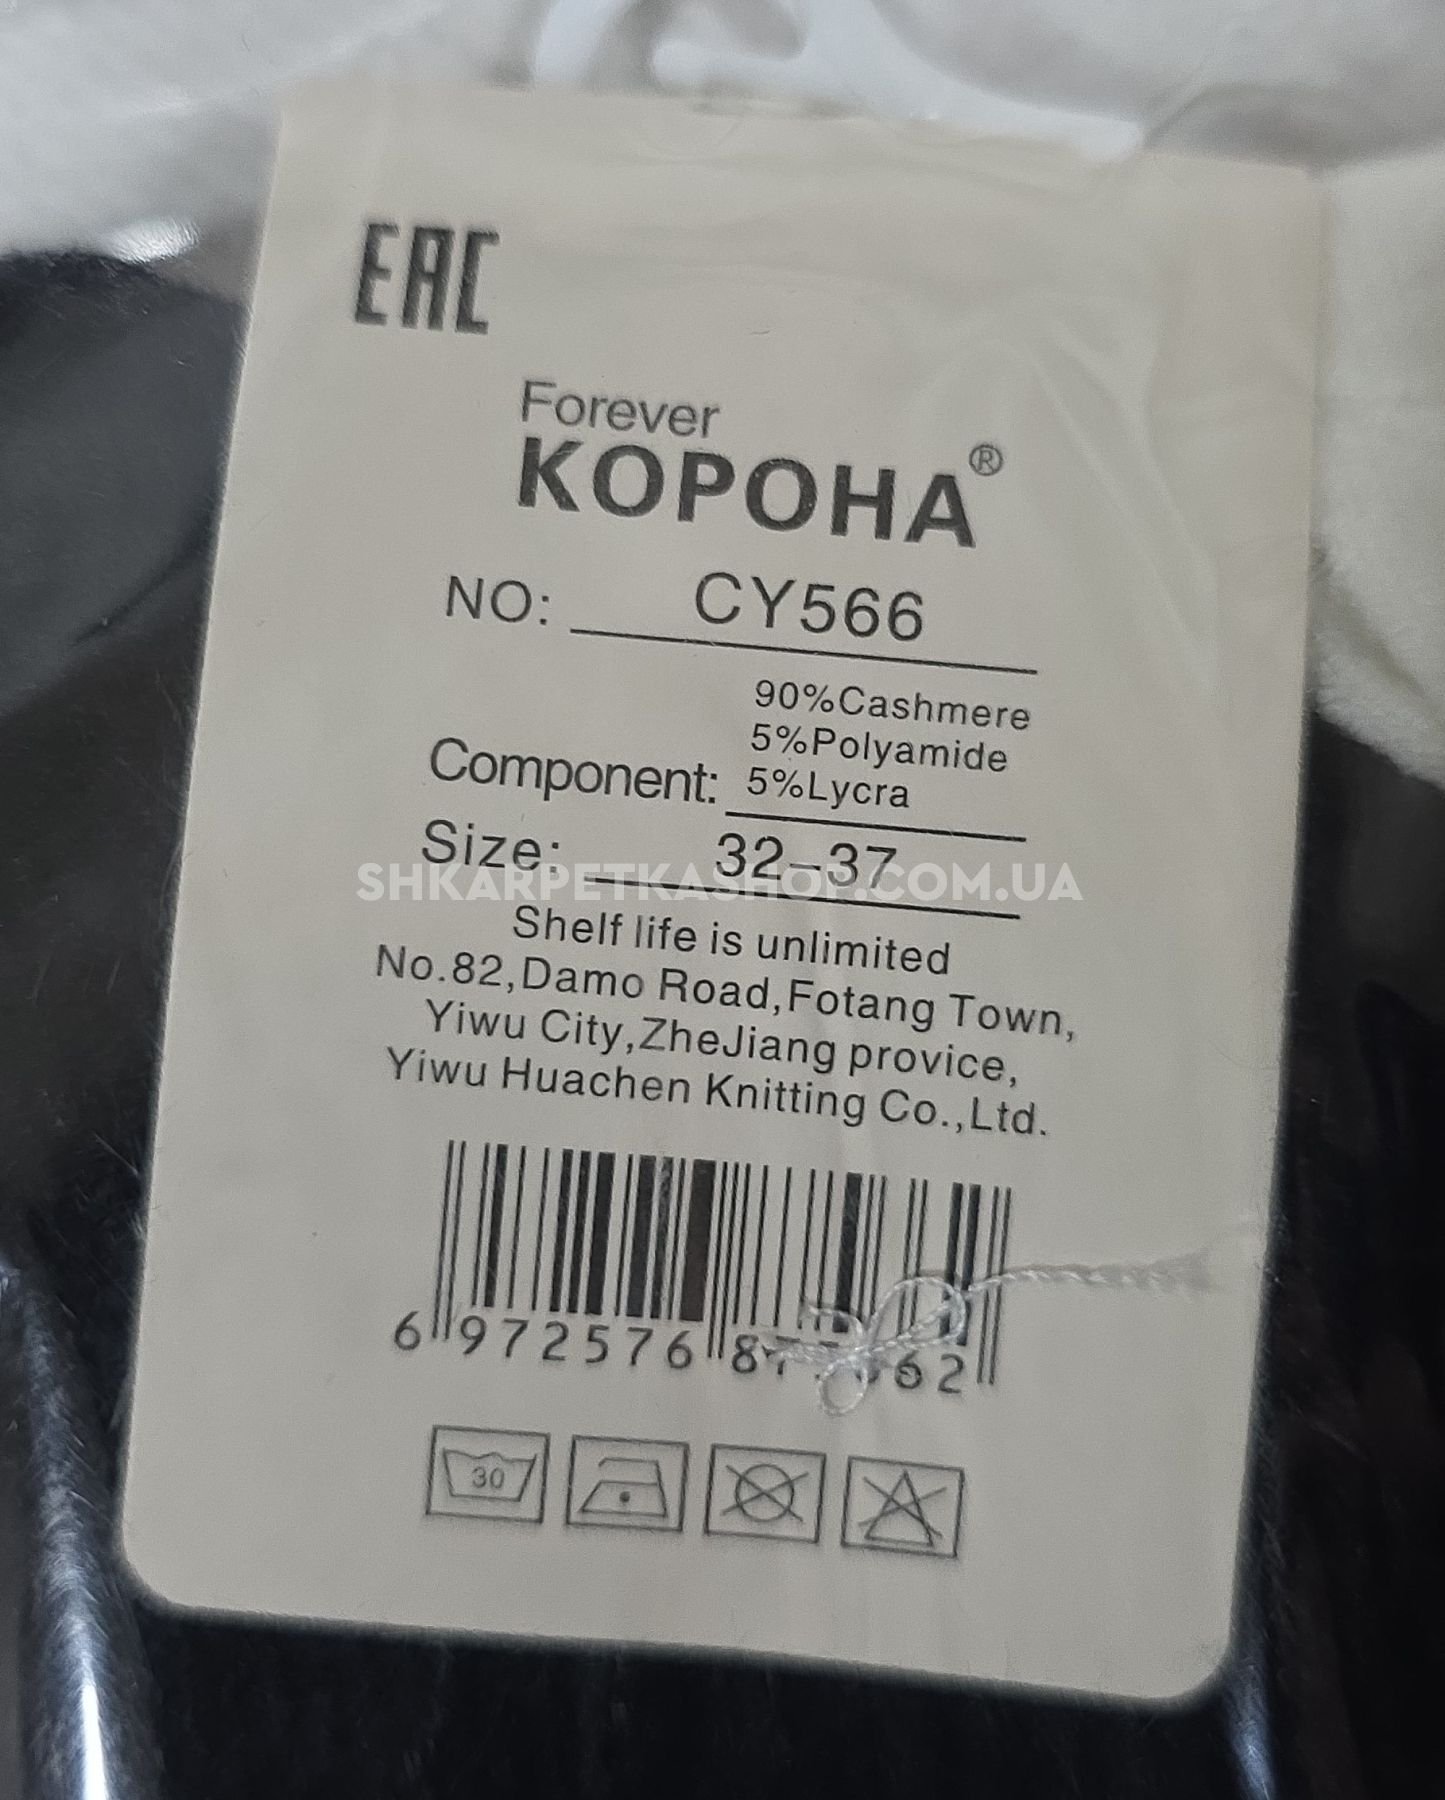 EAC
Forever
КОРОНА®
NO: CY566
90%Cashmere
5%Polyamide
Component: 5%Lycra
Size: 32-37
SHKARPETKASHOP.COM.UA
Shelf life is unlimited
No.82,Damo Road,Fotang Town,
Yiwu City,ZheJiang provice,
Yiwu Huachen Knitting Co.,Ltd.
6 972576
30